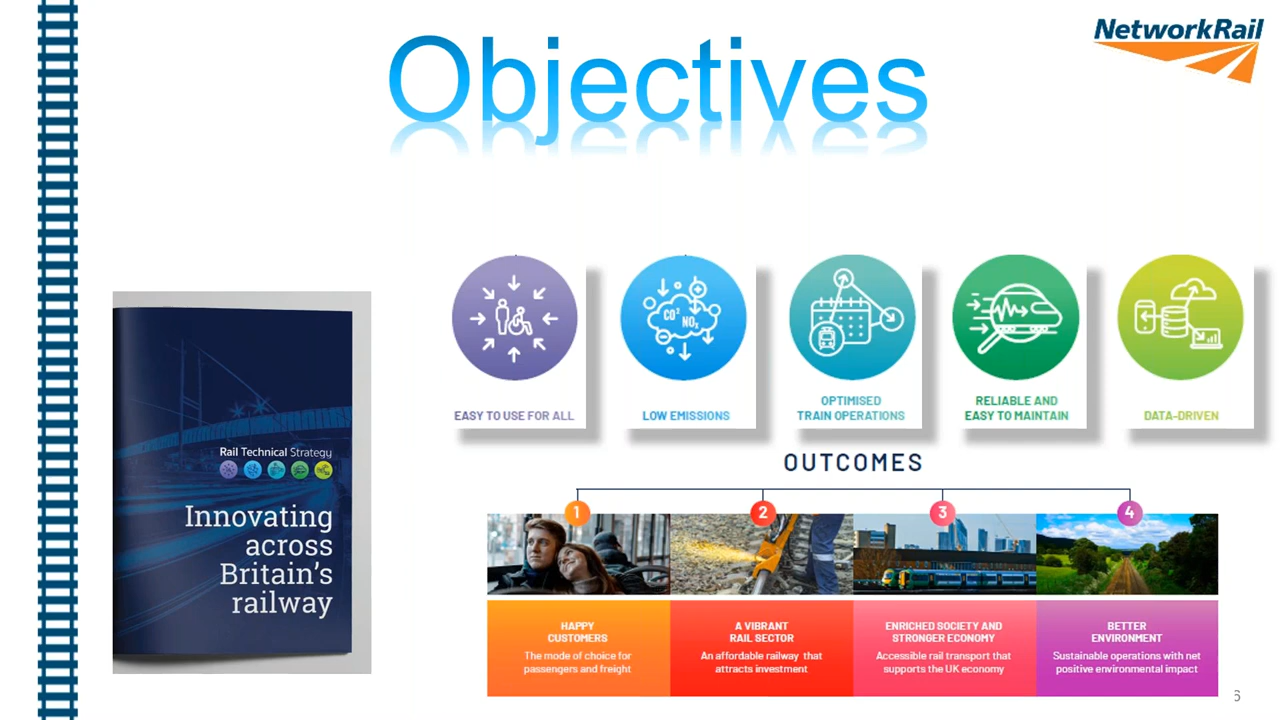 Objectives
NetworkRail
Rail Technical Strategy
Innovating
across
Britain's
railway
CO²
NOx
EASY TO USE FOR ALL
LOW EMISSIONS
OPTIMISED
TRAIN OPERATIONS
RELIABLE AND
EASY TO MAINTAIN
DATA-DRIVEN
OUTCOMES
1
2
3
4
HAPPY
CUSTOMERS
The mode of choice for
passengers and freight
A VIBRANT
RAIL SECTOR
An affordable railway that
attracts investment
ENRICHED SOCIETY AND
STRONGER ECONOMY
Accessible rail transport that
supports the UK economy
BETTER
ENVIRONMENT
Sustainable operations with net
positive environmental impact
6